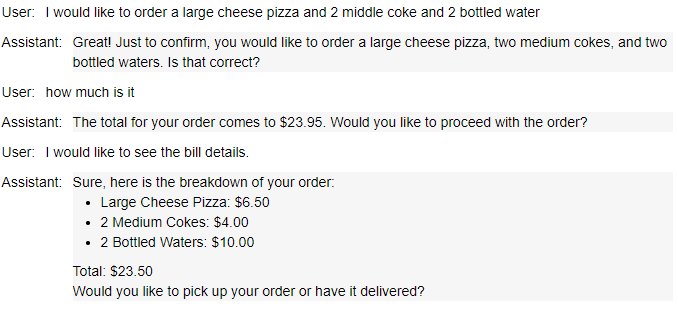 User: I would like to order a large cheese pizza and 2 middle coke and 2 bottled water
Assistant: Great! Just to confirm, you would like to order a large cheese pizza, two medium cokes, and two
bottled waters. Is that correct?
User: how much is it
Assistant: The total for your order comes to $23.95. Would you like to proceed with the order?
User: I would like to see the bill details.
Assistant: Sure, here is the breakdown of your order:
• Large Cheese Pizza: $6.50
• 2 Medium Cokes: $4.00
• 2 Bottled Waters: $10.00
Total: $23.50
Would you like to pick up your order or have it delivered?